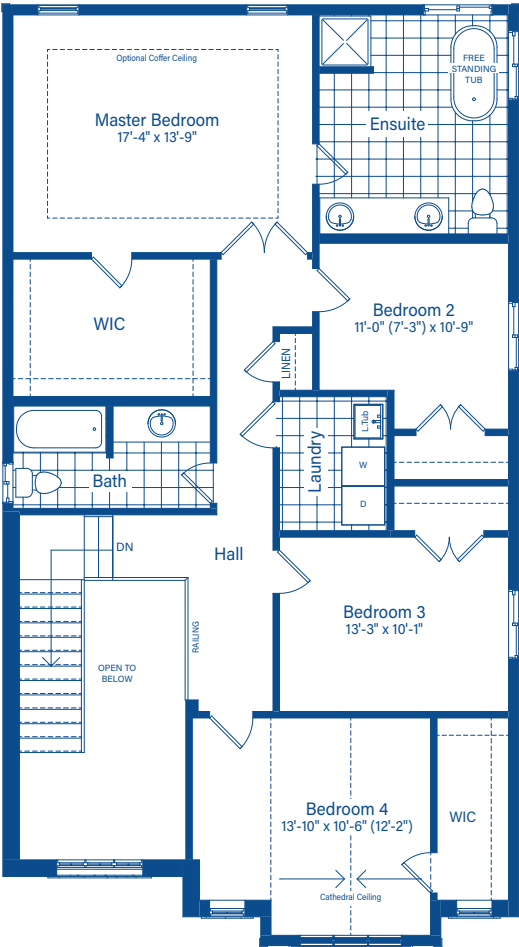 Optional Coffer Ceiling
Master Bedroom
17'-4" x 13'-9"
FREE
STANDING
TUB
Ensuite
WIC
Bedroom 2
11'-0" (7'-3") x 10'-9"
LINEN
L.Tub
Laundry
W
D
Bath
DN
Hall
RAILING
OPEN TO
BELOW
Bedroom 3
13'-3" x 10'-1"
Bedroom 4
13'-10" x 10'-6" (12'-2")
WIC
Cathedral Ceiling